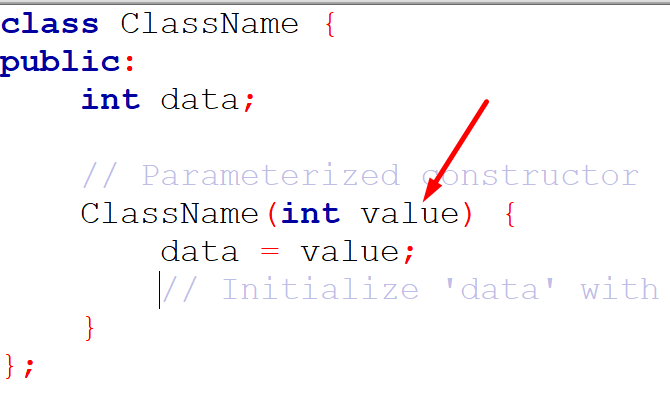 class ClassName {
public:
    int data;
    // Parameterized constructor
    ClassName(int value) {
        data = value;
        // Initialize 'data' with
    }
};